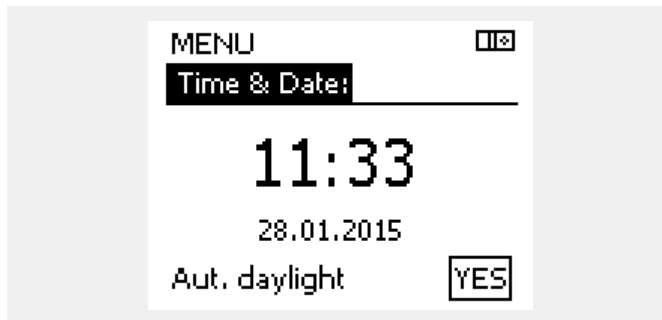 MENU
Time & Date:
11:33
28.01.2015
Aut. daylight YES